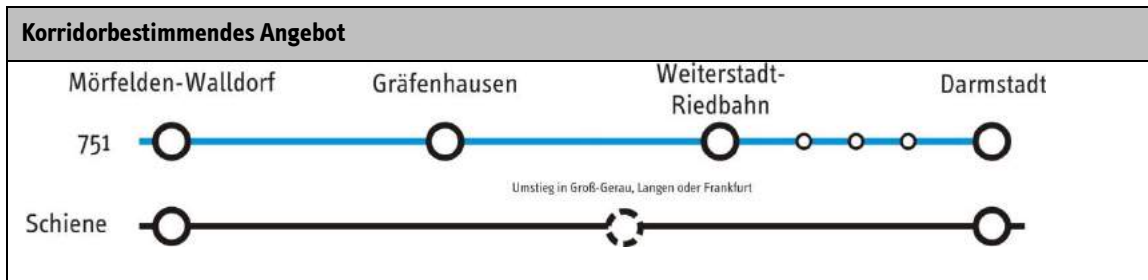 Korridorbestimmendes Angebot
Mörfelden-Walldorf
Gräfenhausen
Weiterstadt-
Riedbahn
Darmstadt
751
Umstieg in Groß-Gerau, Langen oder Frankfurt
Schiene